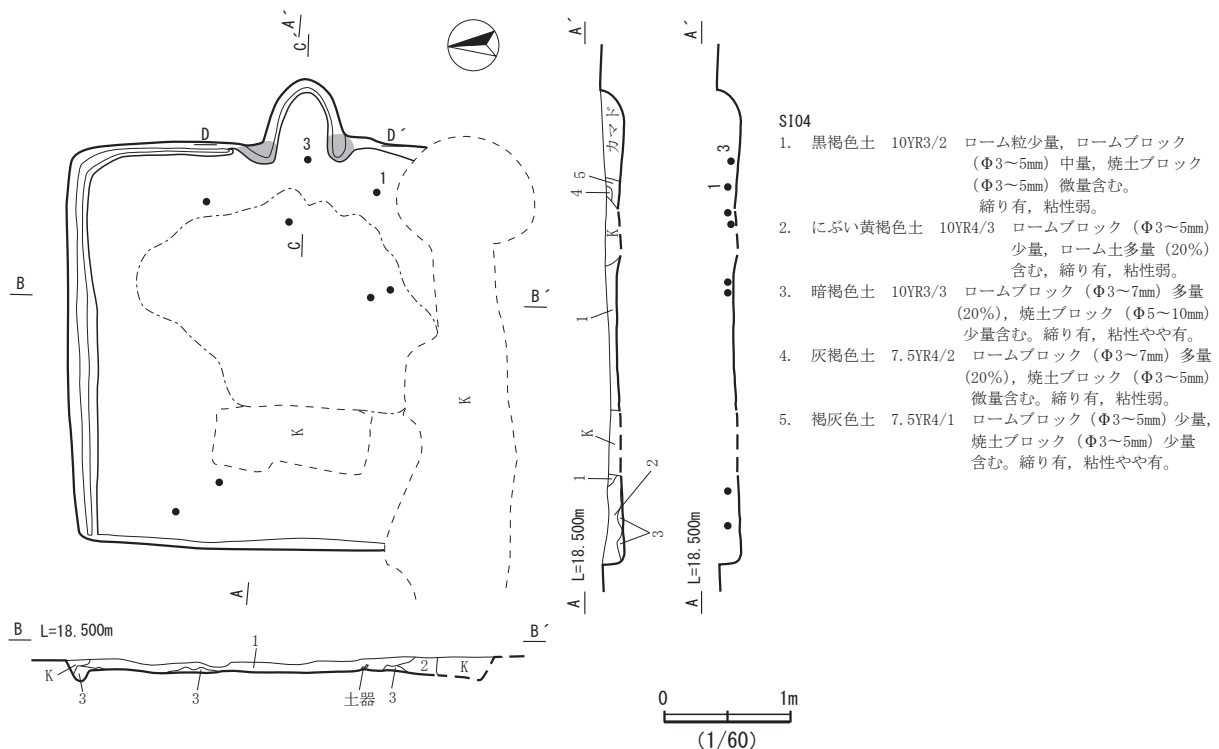 A A´
C C´
D D´
3
1
C
B B´
K
K
A
B L=18.500m B´
1
K 2 K
3 3 土器 3
A´
カマド
5
4
K
1
K
1 2
3
A L=18.500m
A´
3
1
A L=18.500m
0 1m
(1/60)
SI04
1. 黒褐色土 10YR3/2 ローム粒少量，ロームブロック
（Φ3～5mm）中量，焼土ブロック
（Φ3～5mm）微量含む。
締り有，粘性弱。
2. にぶい黄褐色土 10YR4/3 ロームブロック（Φ3～5mm）
少量，ローム土多量（20%）
含む，締り有，粘性弱。
3. 暗褐色土 10YR3/3 ロームブロック（Φ3～7mm）多量
（20%），焼土ブロック（Φ5～10mm）
少量含む。締り有，粘性やや有。
4. 灰褐色土 7.5YR4/2 ロームブロック（Φ3～7mm）多量
（20%），焼土ブロック（Φ3～5mm）
微量含む。締り有，粘性弱。
5. 褐灰色土 7.5YR4/1 ロームブロック（Φ3～5mm）少量，
焼土ブロック（Φ3～5mm）少量
含む。締り有，粘性やや有。